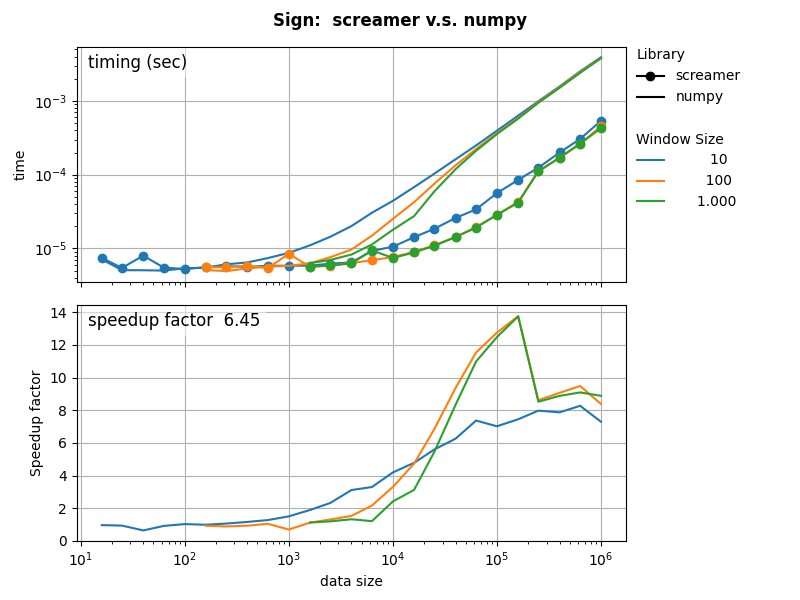 Sign:  screamer v.s. numpy
timing (sec)
time
10⁻³
10⁻⁴
10⁻⁵
Library
screamer
numpy
Window Size
10
100
1.000
speedup factor  6.45
Speedup factor
14
12
10
8
6
4
2
0
10¹ 10² 10³ 10⁴ 10⁵ 10⁶
data size